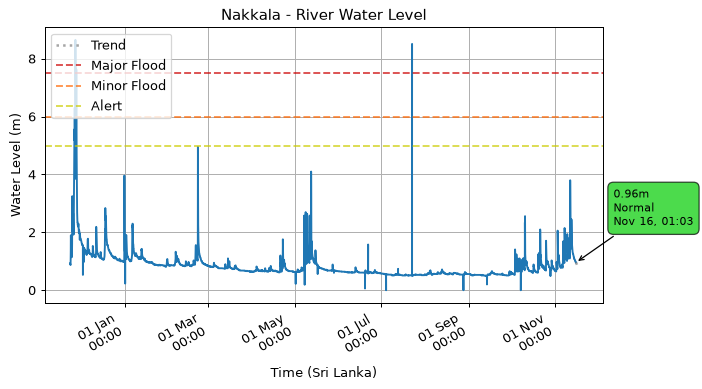 Nakkala - River Water Level
Trend
Major Flood
Minor Flood
Alert
8
6
4
2
0
Water Level (m)
0.96m
Normal
Nov 16, 01:03
01 Jan
00:00
01 Mar
00:00
01 May
00:00
01 Jul
00:00
01 Sep
00:00
01 Nov
00:00
Time (Sri Lanka)